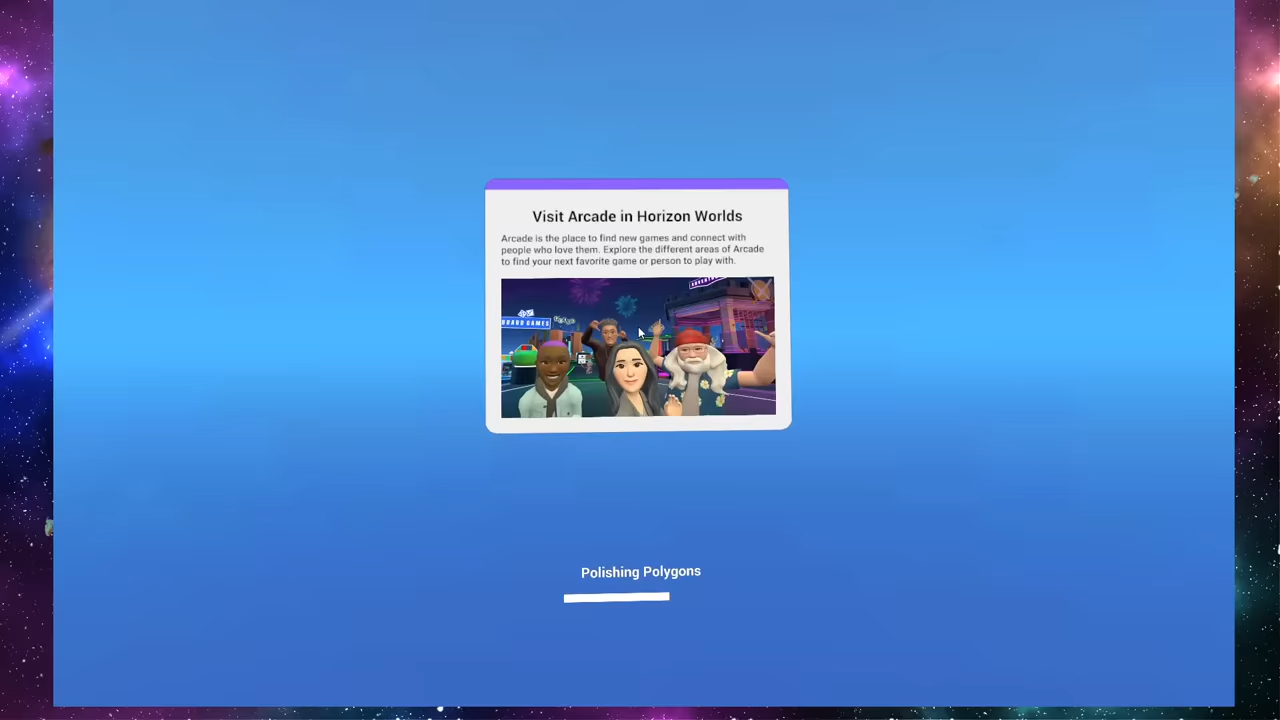 Visit Arcade in Horizon Worlds
Arcade is the place to find new games and connect with
people who love them. Explore the different areas of Arcade
to find your next favorite game or person to play with.
BOARD GAMES
Polishing Polygons